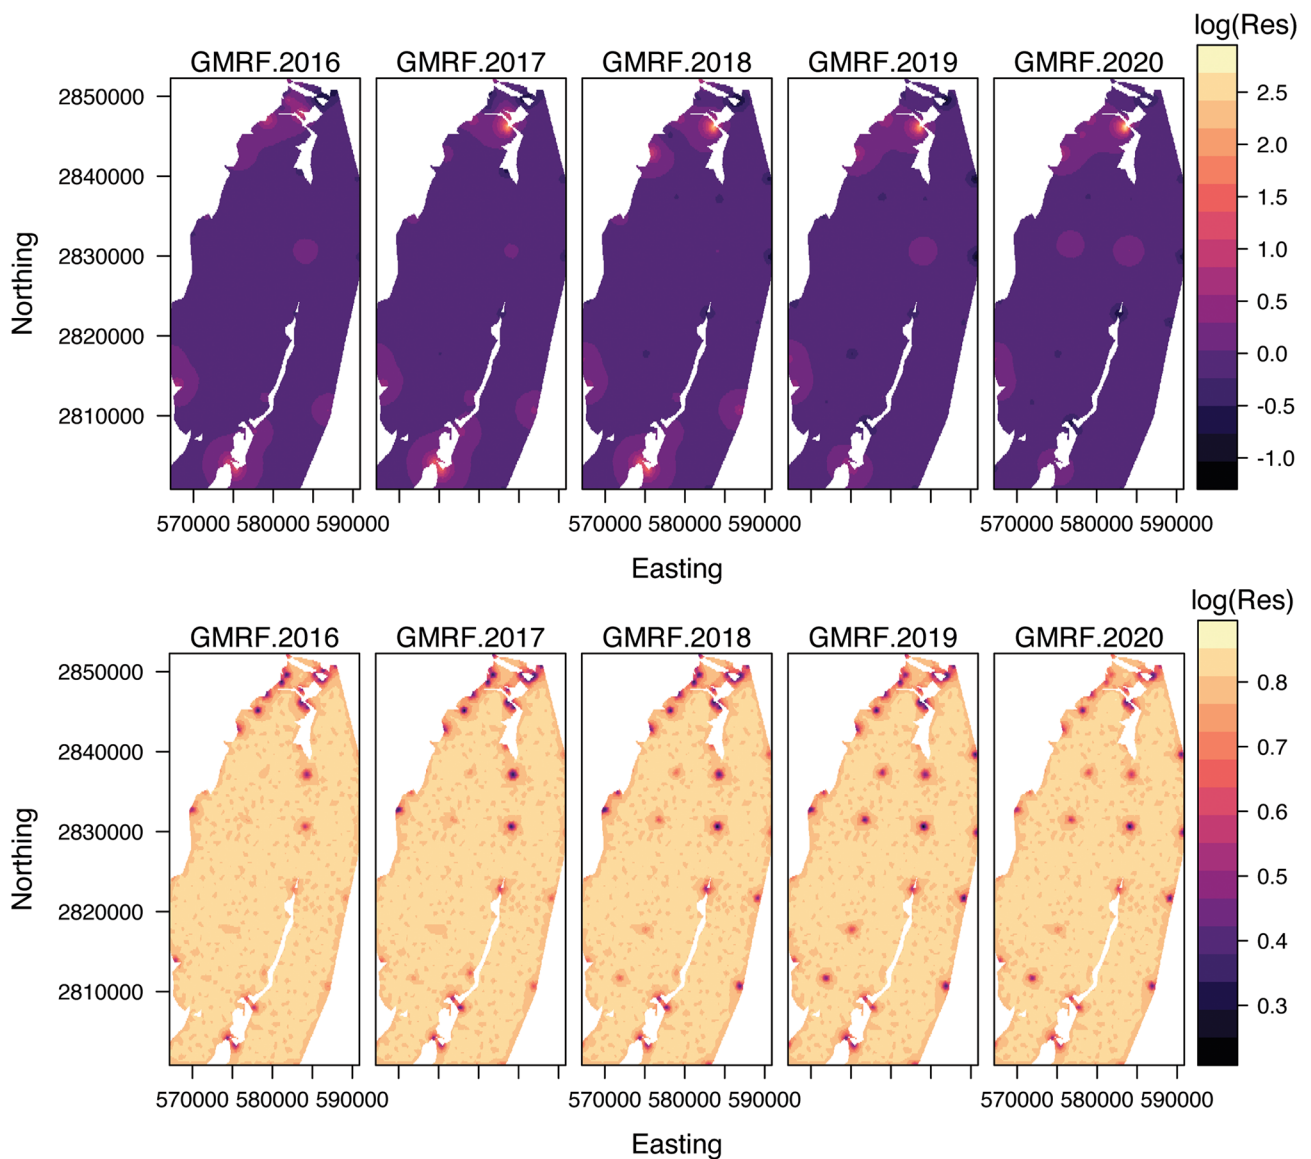 log(Res)
GMRF.2016 GMRF.2017 GMRF.2018 GMRF.2019 GMRF.2020
2850000
2840000
2830000
2820000
2810000
Northing
2.5
2.0
1.5
1.0
0.5
0.0
-0.5
-1.0
570000 580000 590000 570000 580000 590000 570000 580000 590000
Easting
log(Res)
GMRF.2016 GMRF.2017 GMRF.2018 GMRF.2019 GMRF.2020
2850000
2840000
2830000
2820000
2810000
Northing
0.8
0.7
0.6
0.5
0.4
0.3
570000 580000 590000 570000 580000 590000 570000 580000 590000
Easting